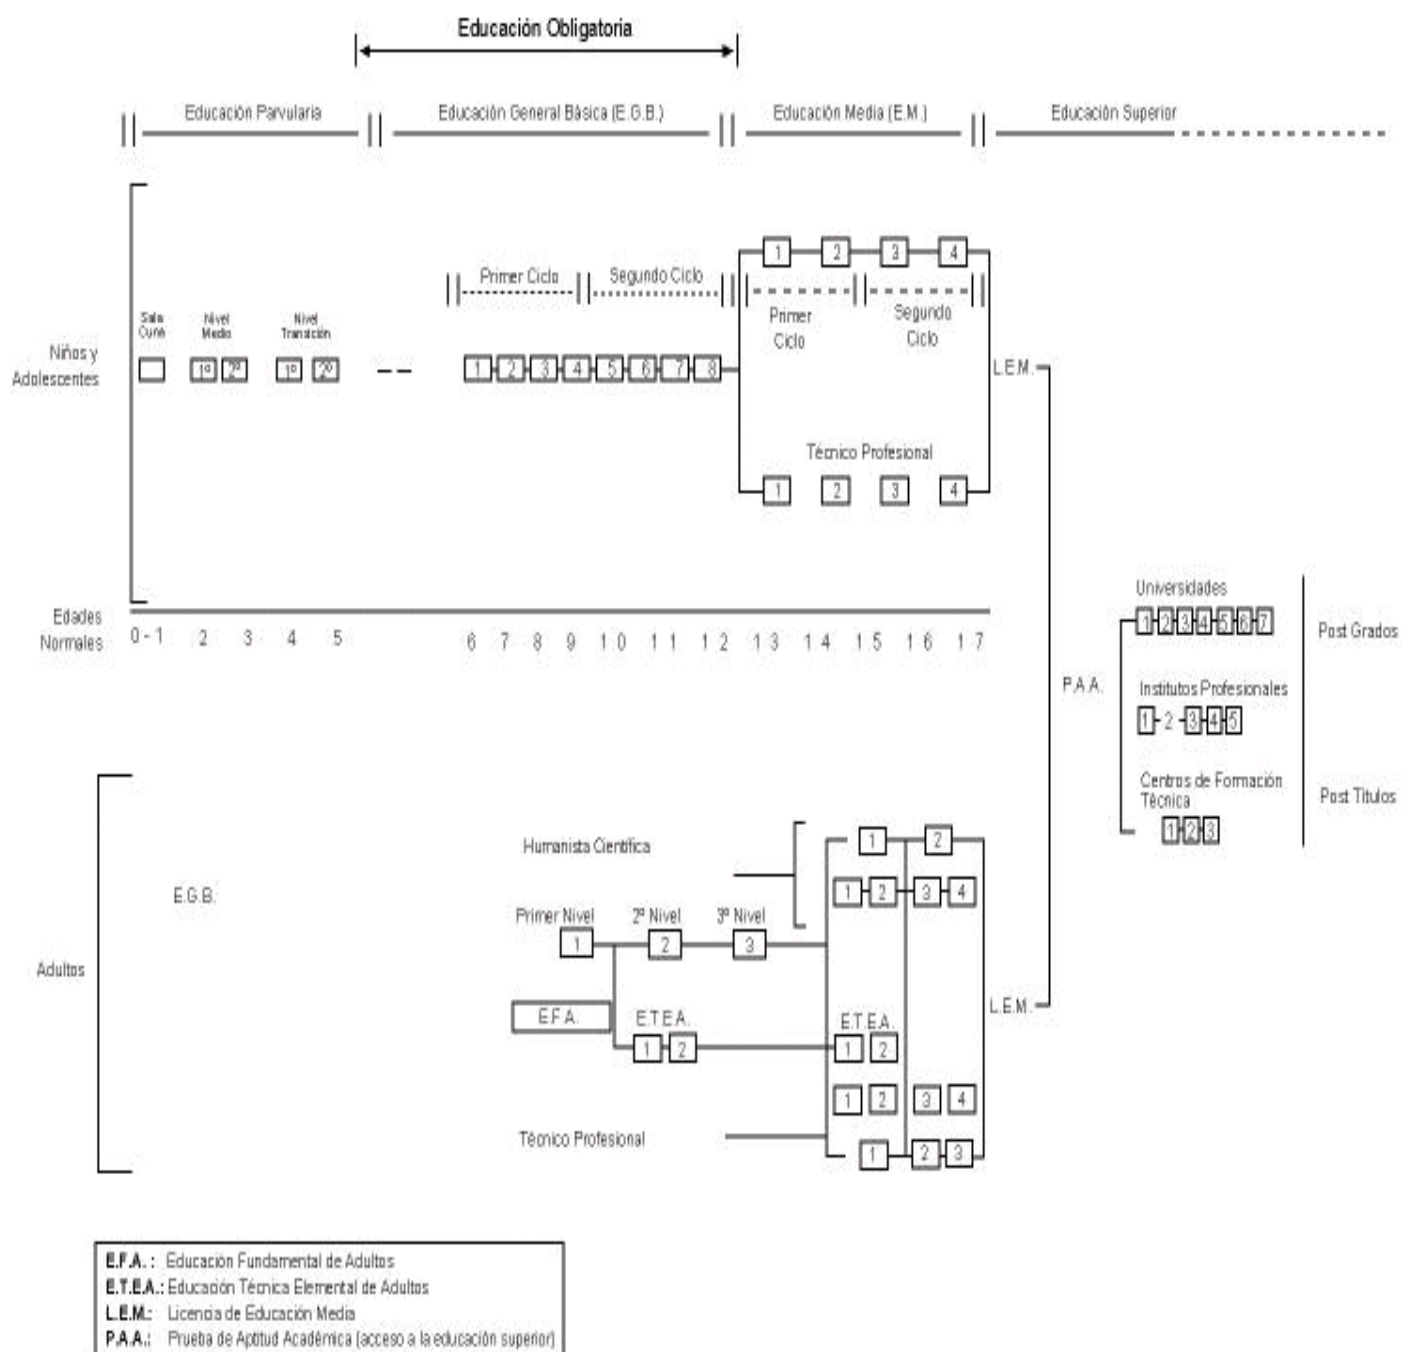 Educación Obligatoria
Educación Parvularia
Educación General Básica (E.G.B.)
Educación Media (E.M.)
Educación Superior
1 2 3 4
Primer Ciclo
Segundo Ciclo
Primer
Ciclo
Segundo
Ciclo
Sala
Cuna
Nivel
Medio
Nivel
Transición
Niños y
Adolescentes
1º 2º
1º 2º
1 2 3 4 5 6 7 8
L.E.M.
Técnico Profesional
1 2 3 4
Edades
Normales
0 - 1 2 3 4 5 6 7 8 9 10 11 12 13 14 15 16 17
P.A.A.
Universidades
1 2 3 4 5 6 7
Post Grados
Institutos Profesionales
1 2 3 4 5
Centros de Formación
Técnica
1 2 3
Post Títulos
Adultos
E.G.B.
Humanista Científica
1 2
1 2 3 4
Primer Nivel
2º Nivel
3º Nivel
1 2 3
E.F.A.
E.T.E.A.
1 2
E.T.E.A.
1 2
L.E.M.
1 2 3 4
Técnico Profesional
1 2 3
E.F.A. : Educación Fundamental de Adultos
E.T.E.A.: Educación Técnica Elemental de Adultos
L.E.M.: Licencia de Educación Media
P.A.A.: Prueba de Aptitud Académica (acceso a la educación superior)